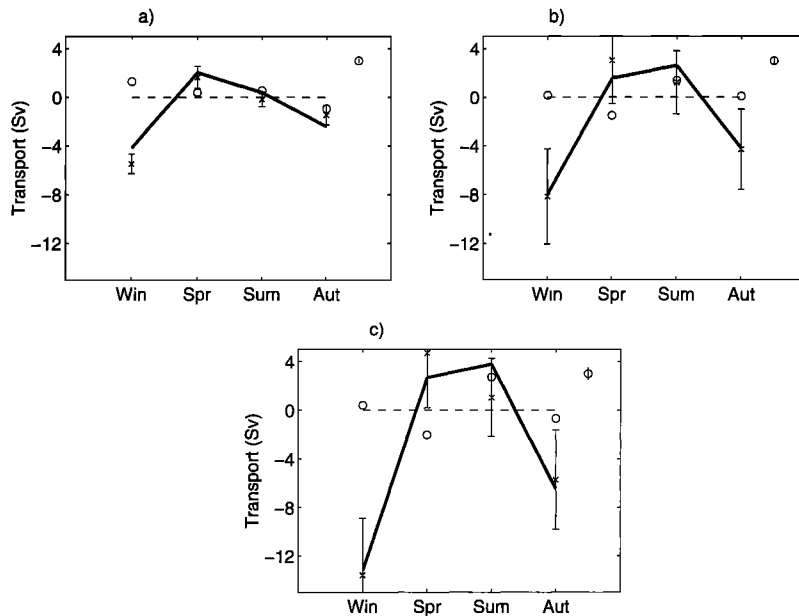 a)
4
0
−4
−8
−12
Transport (Sv)
Win Spr Sum Aut
b)
4
0
−4
−8
−12
Transport (Sv)
Win Spr Sum Aut
c)
4
0
−4
−8
−12
Transport (Sv)
Win Spr Sum Aut